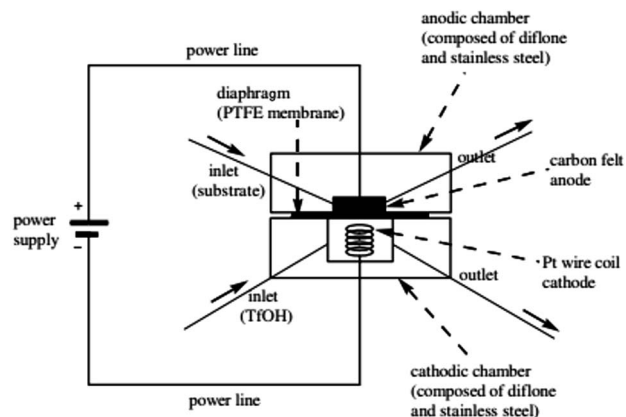 anodic chamber
(composed of diflone
and stainless steel)
power line
diaphragm
(PTFE membrane)
inlet
(substrate)
outlet
carbon felt
anode
+
power
supply
−
Pt wire coil
cathode
outlet
inlet
(TfOH)
cathodic chamber
(composed of diflone
and stainless steel)
power line